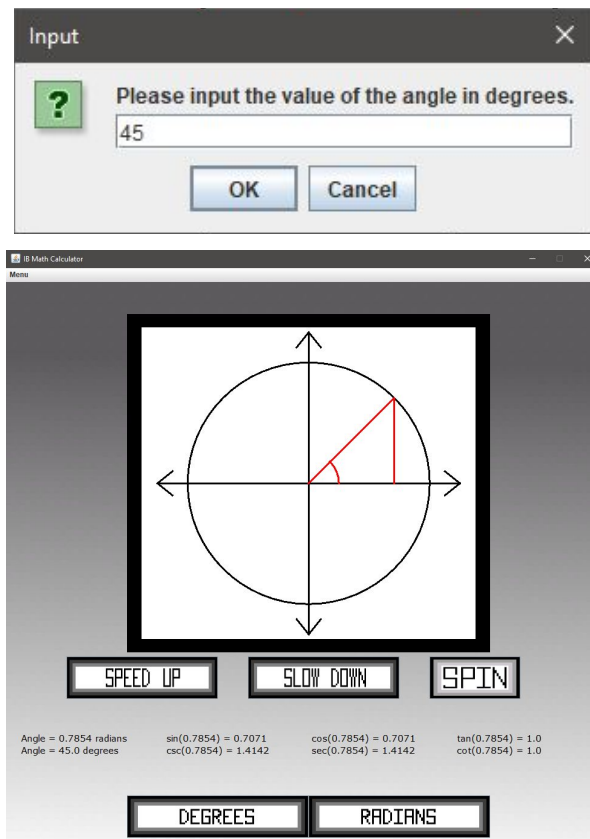 Input
Please input the value of the angle in degrees.
45
OK Cancel
IB Math Calculator
Menu
SPEED UP SLOW DOWN SPIN
Angle = 0.7854 radians sin(0.7854) = 0.7071 cos(0.7854) = 0.7071 tan(0.7854) = 1.0
Angle = 45.0 degrees csc(0.7854) = 1.4142 sec(0.7854) = 1.4142 cot(0.7854) = 1.0
DEGREES RADIANS